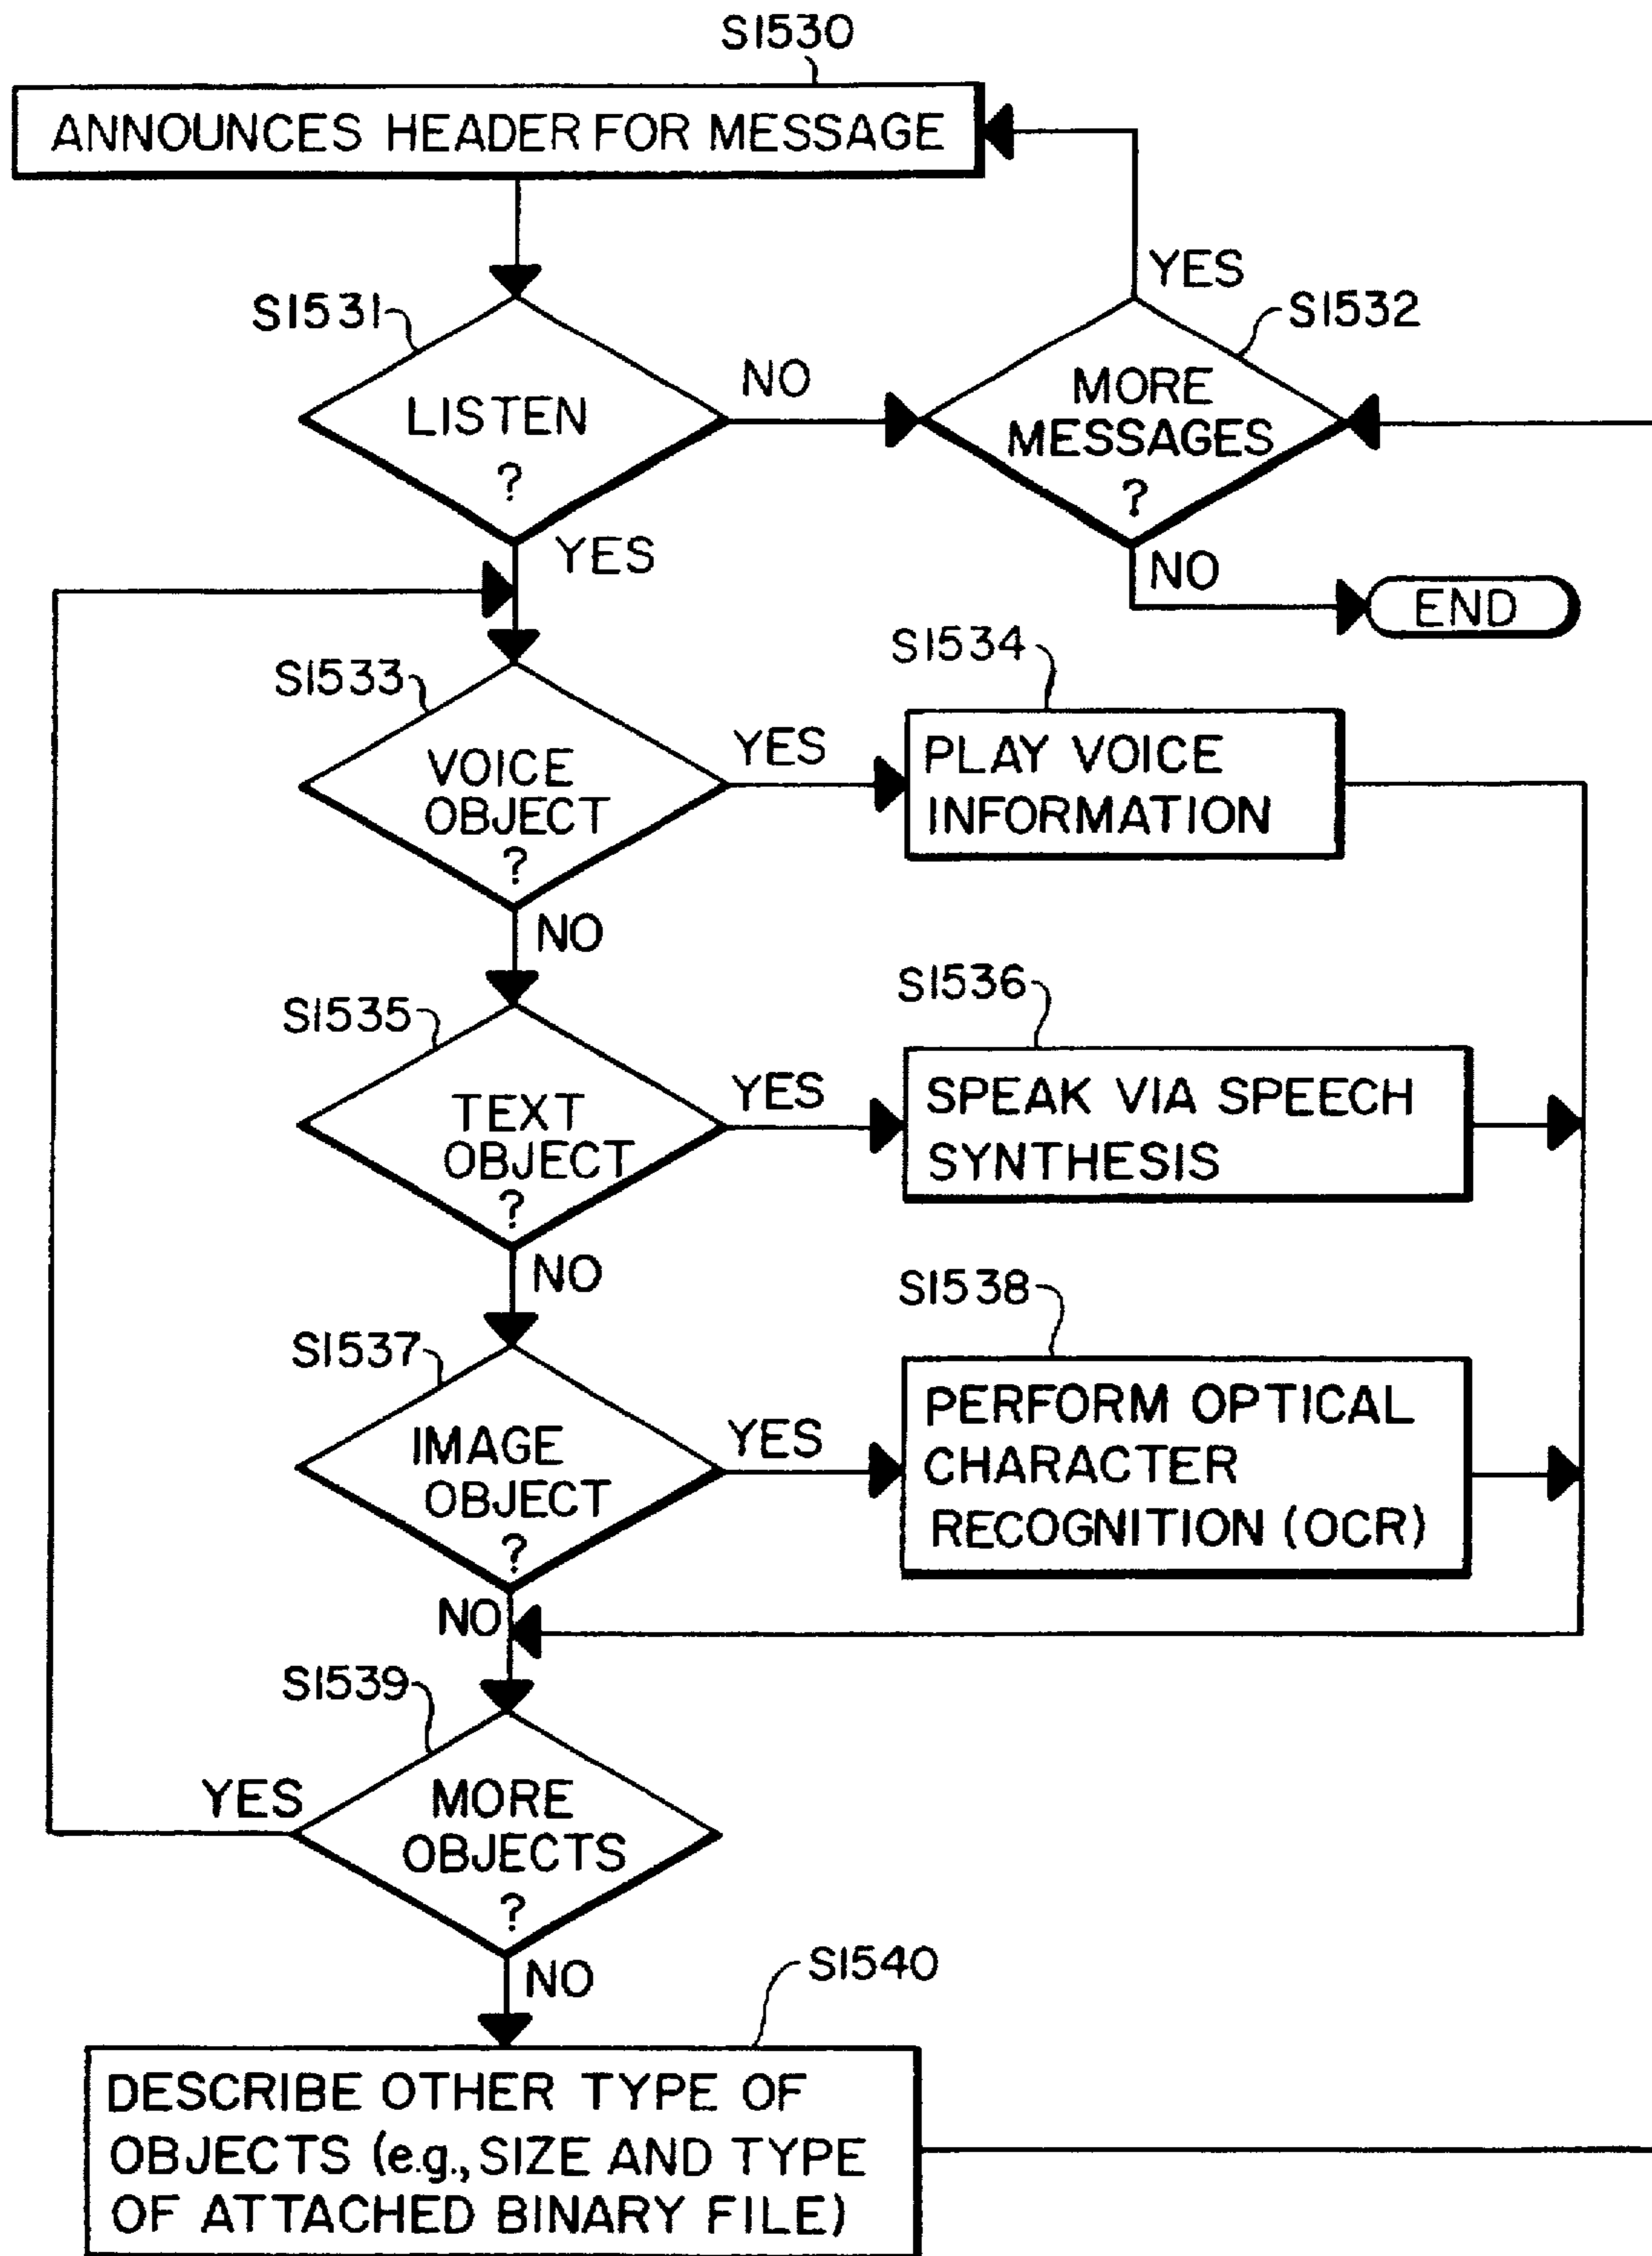 S1530
ANNOUNCES HEADER FOR MESSAGE
YES
S1531
S1532
NO
LISTEN
?
MORE
MESSAGES
?
YES
NO
END
S1534
S1533
YES
PLAY VOICE
INFORMATION
VOICE
OBJECT
?
NO
S1536
S1535
YES
SPEAK VIA SPEECH
SYNTHESIS
TEXT
OBJECT
?
NO
S1538
S1537
YES
PERFORM OPTICAL
CHARACTER
RECOGNITION (OCR)
IMAGE
OBJECT
?
NO
S1539
YES
MORE
OBJECTS
?
NO
S1540
DESCRIBE OTHER TYPE OF
OBJECTS (e.g., SIZE AND TYPE
OF ATTACHED BINARY FILE)